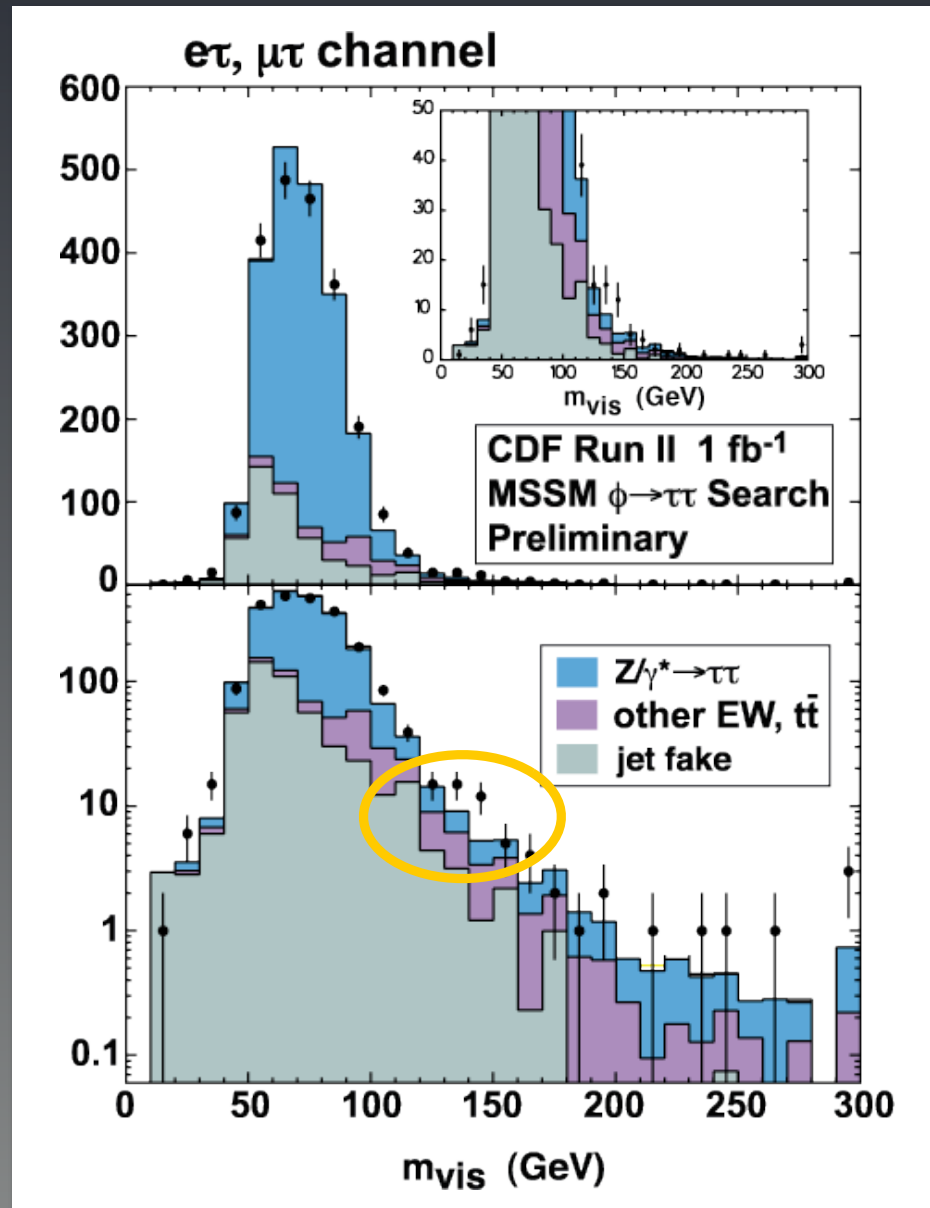 eτ, μτ channel
600
500
400
300
200
100
0
50
40
30
20
10
0
0 50 100 150 200 250 300
m_vis (GeV)
CDF Run II 1 fb⁻¹
MSSM ϕ→ττ Search
Preliminary
100
10
1
0.1
Z/γ*→ττ
other EW, tt̄
jet fake
0 50 100 150 200 250 300
m_vis (GeV)